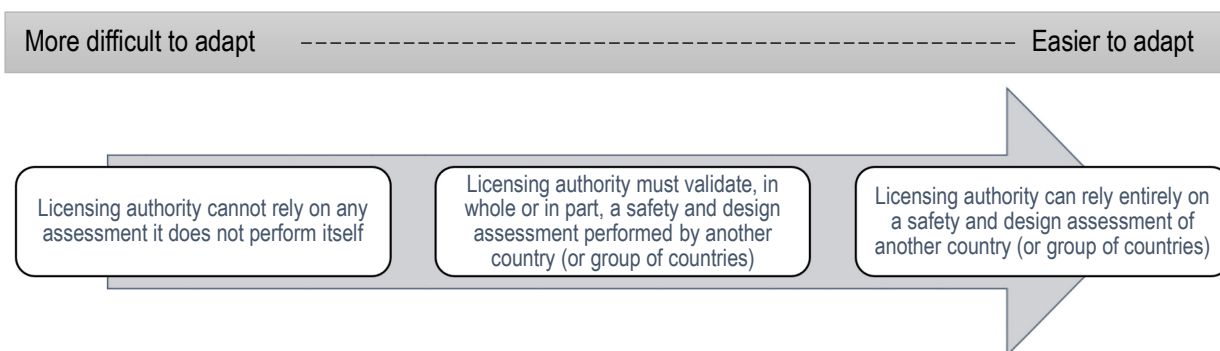 More difficult to adapt
Easier to adapt
Licensing authority cannot rely on any
assessment it does not perform itself
Licensing authority must validate, in
whole or in part, a safety and design
assessment performed by another
country (or group of countries)
Licensing authority can rely entirely on
a safety and design assessment of
another country (or group of countries)